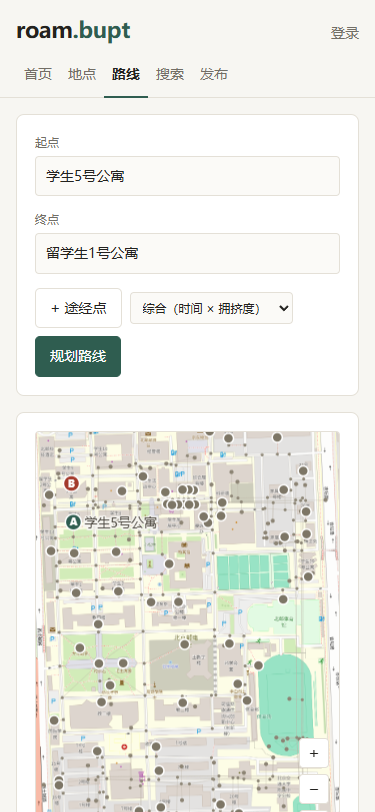 roam.bupt
登录
首页 地点 路线 搜索 发布
起点
学生5号公寓
终点
留学生1号公寓
+ 途经点
综合（时间 × 拥挤度）
规划路线
B
A 学生5号公寓
+
−